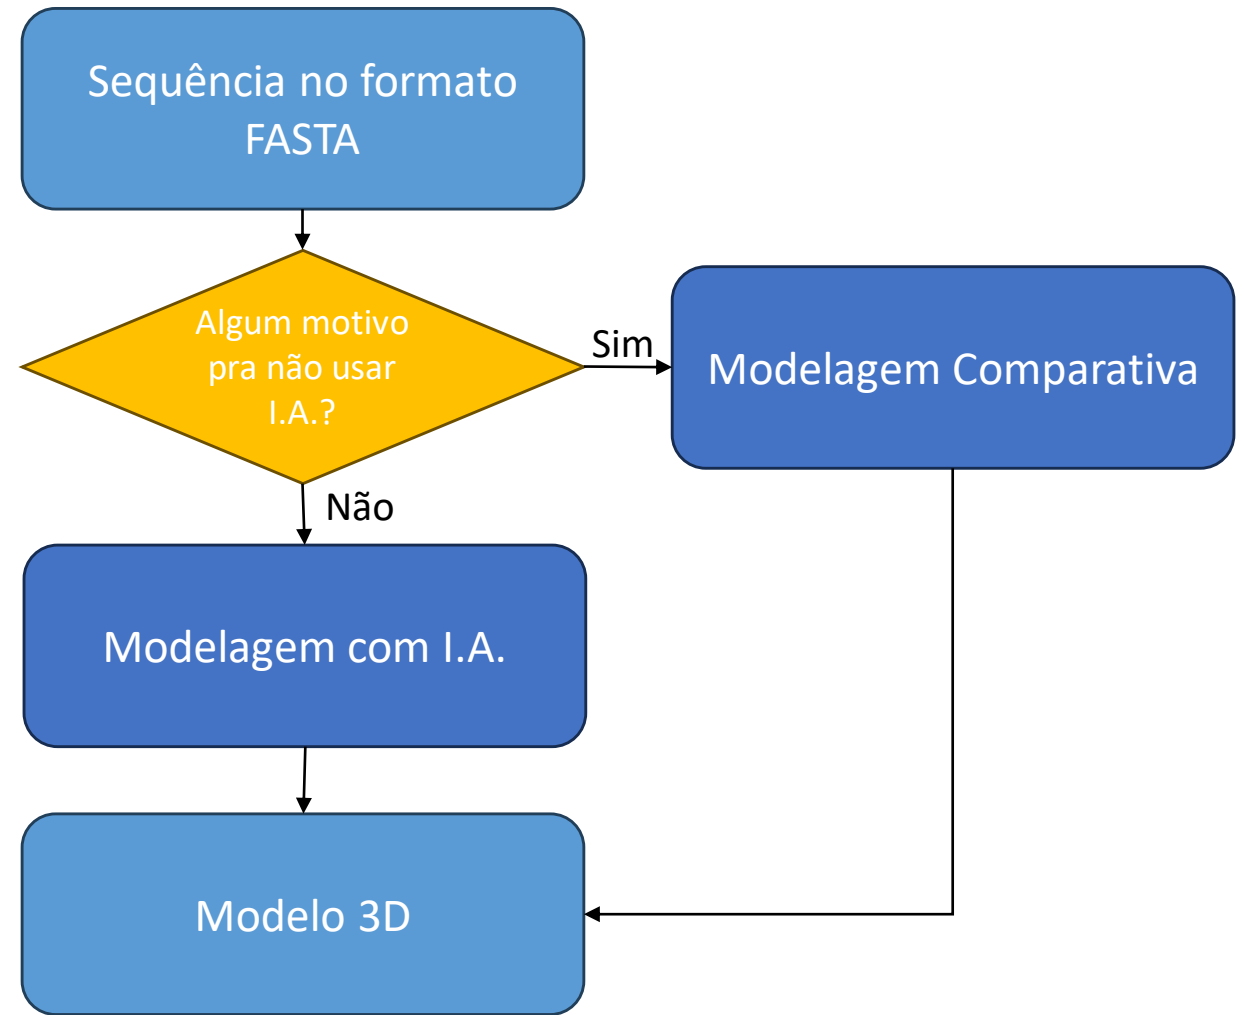 Sequência no formato
FASTA
Algum motivo
pra não usar
I.A.?
Sim
Modelagem Comparativa
Não
Modelagem com I.A.
Modelo 3D